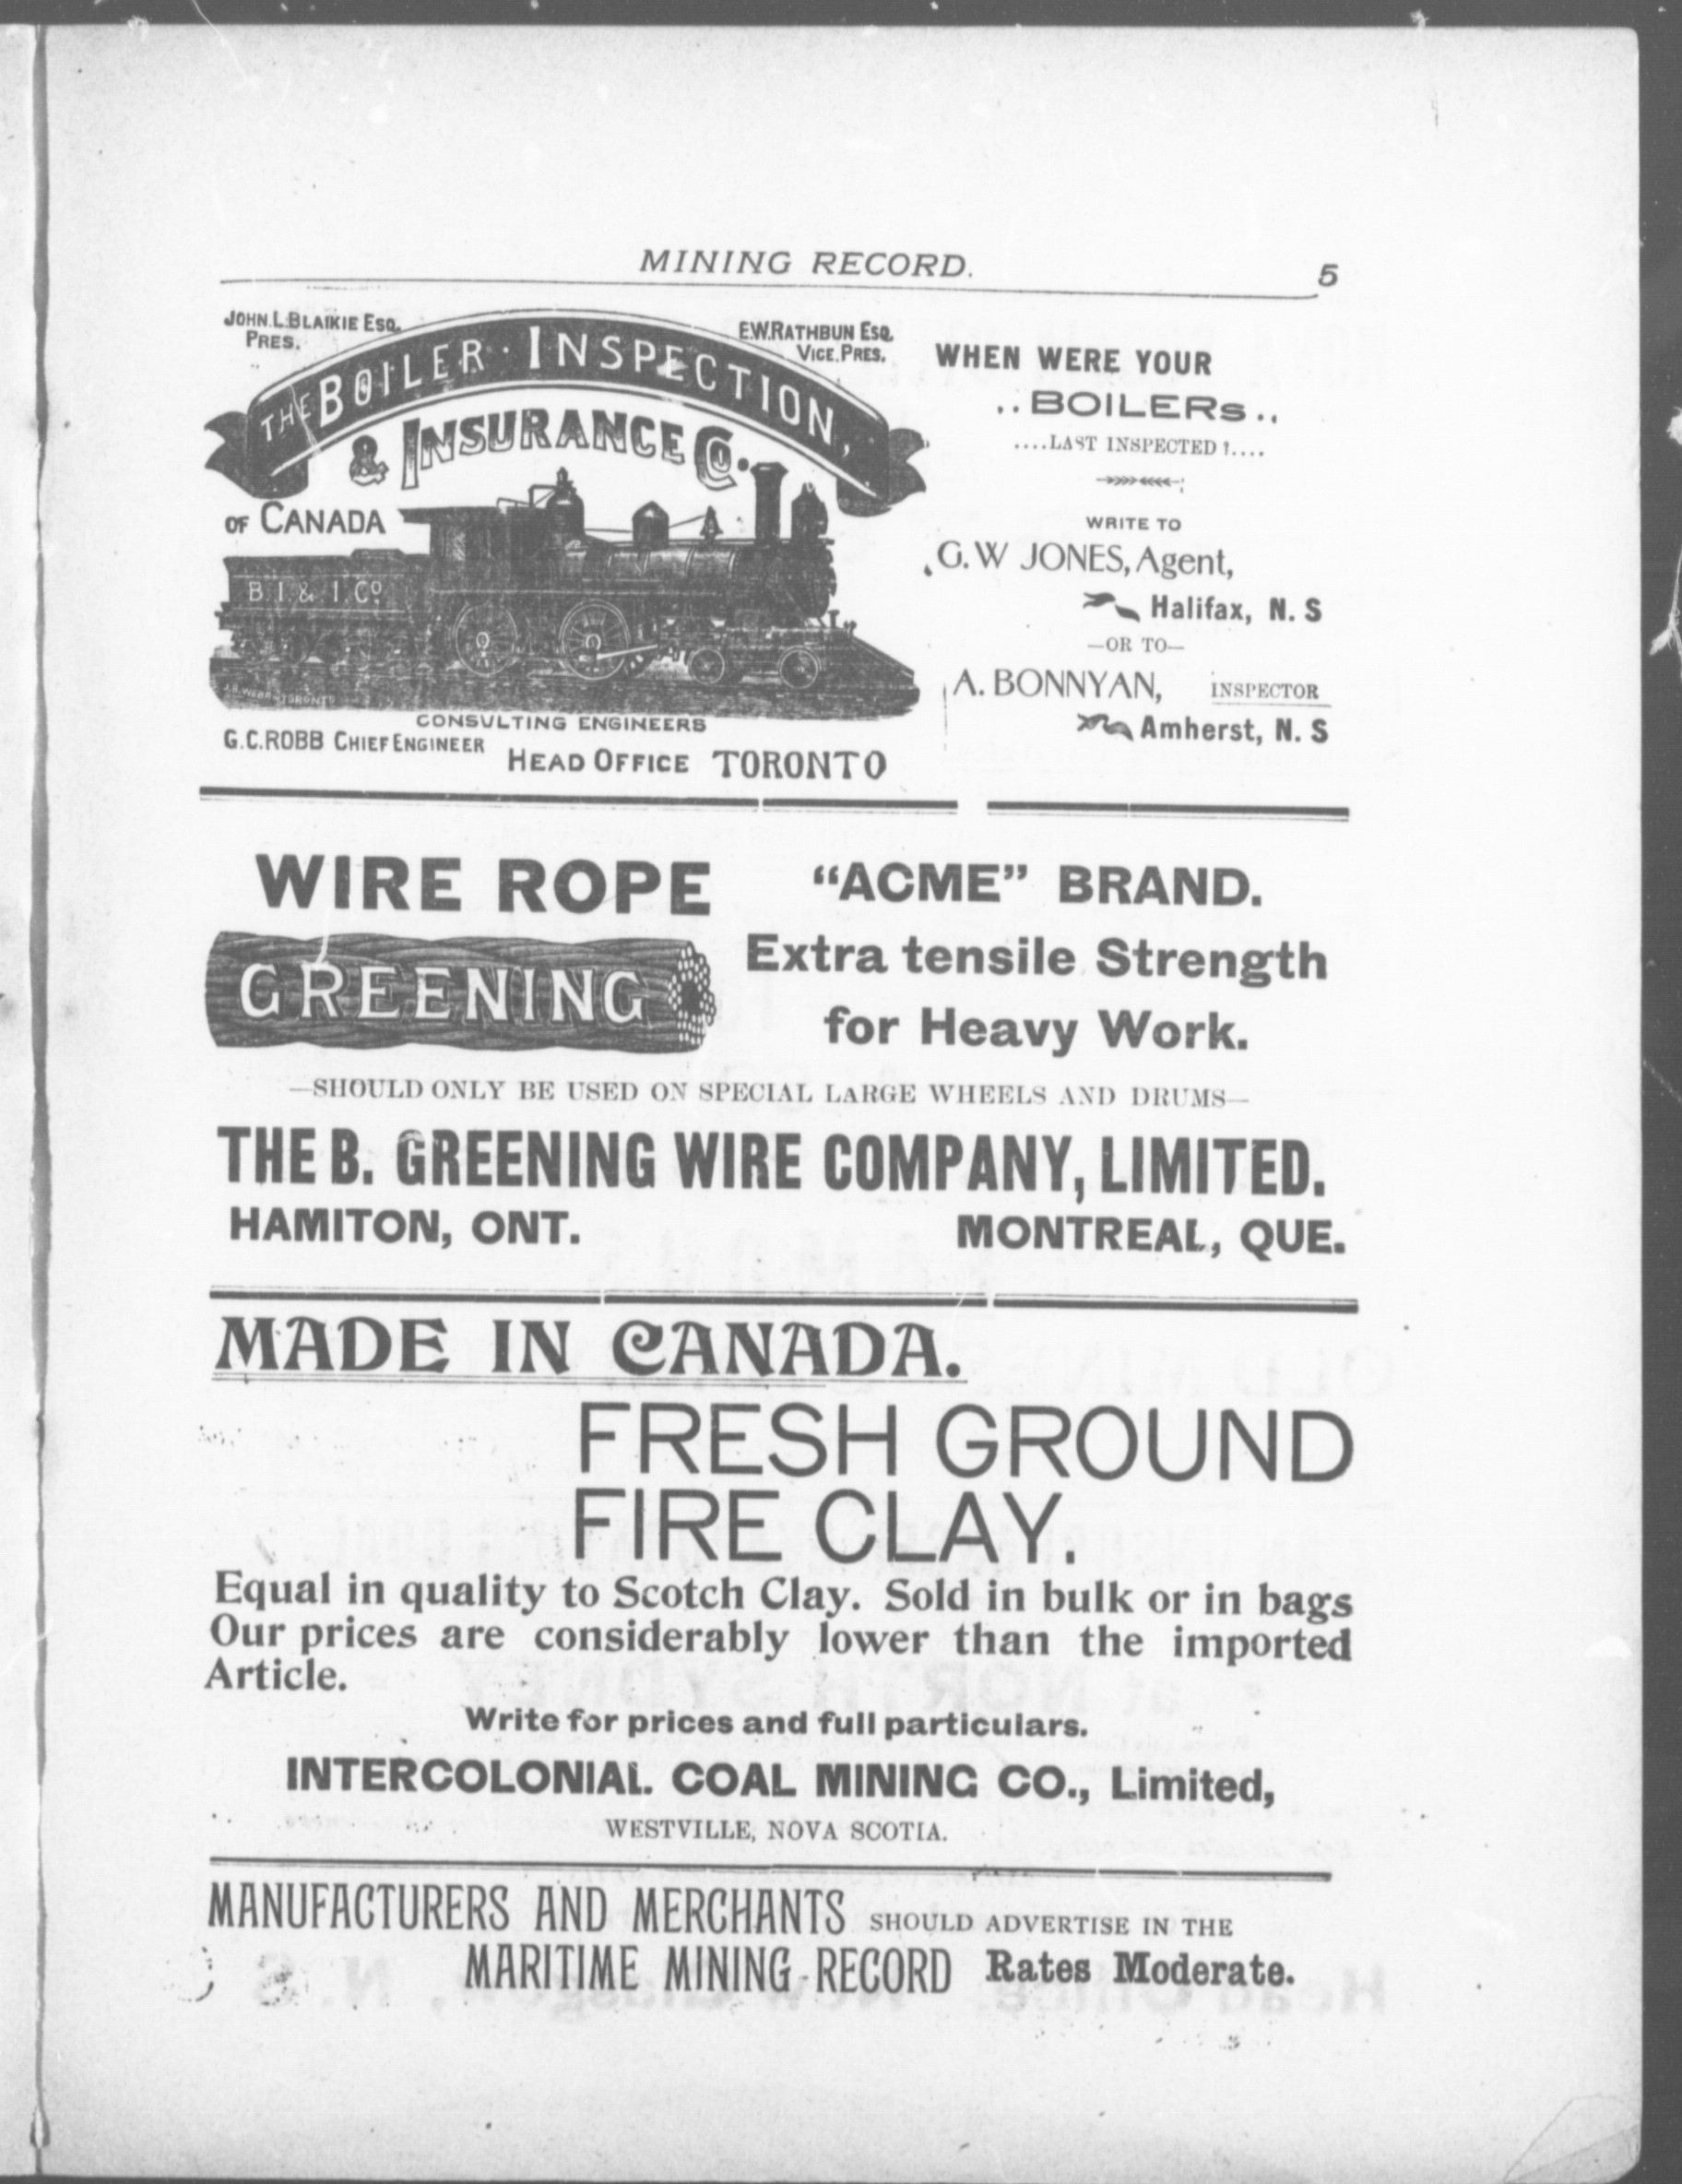 MINING RECORD.
5
JOHN.L.BLAIKIE ESQ.
PRES.
E.W.RATHBUN ESQ.
VICE.PRES.
THE BOILER · INSPECTION,
& INSURANCE Co.
OF CANADA
B.I.& I.Co
J.R.WEBB-TORONTO
CONSULTING ENGINEERS
G.C.ROBB CHIEF ENGINEER
HEAD OFFICE TORONTO
WHEN WERE YOUR
..BOILERs..
....LAST INSPECTED ?....
WRITE TO
G.W JONES, Agent,
Halifax, N. S
—OR TO—
A. BONNYAN, INSPECTOR
Amherst, N. S
WIRE ROPE
GREENING
“ACME” BRAND.
Extra tensile Strength
for Heavy Work.
—SHOULD ONLY BE USED ON SPECIAL LARGE WHEELS AND DRUMS—
THE B. GREENING WIRE COMPANY, LIMITED.
HAMITON, ONT. MONTREAL, QUE.
MADE IN CANADA.
FRESH GROUND
FIRE CLAY.
Equal in quality to Scotch Clay. Sold in bulk or in bags
Our prices are considerably lower than the imported
Article.
Write for prices and full particulars.
INTERCOLONIAL COAL MINING CO., Limited,
WESTVILLE, NOVA SCOTIA.
MANUFACTURERS AND MERCHANTS SHOULD ADVERTISE IN THE
MARITIME MINING RECORD Rates Moderate.